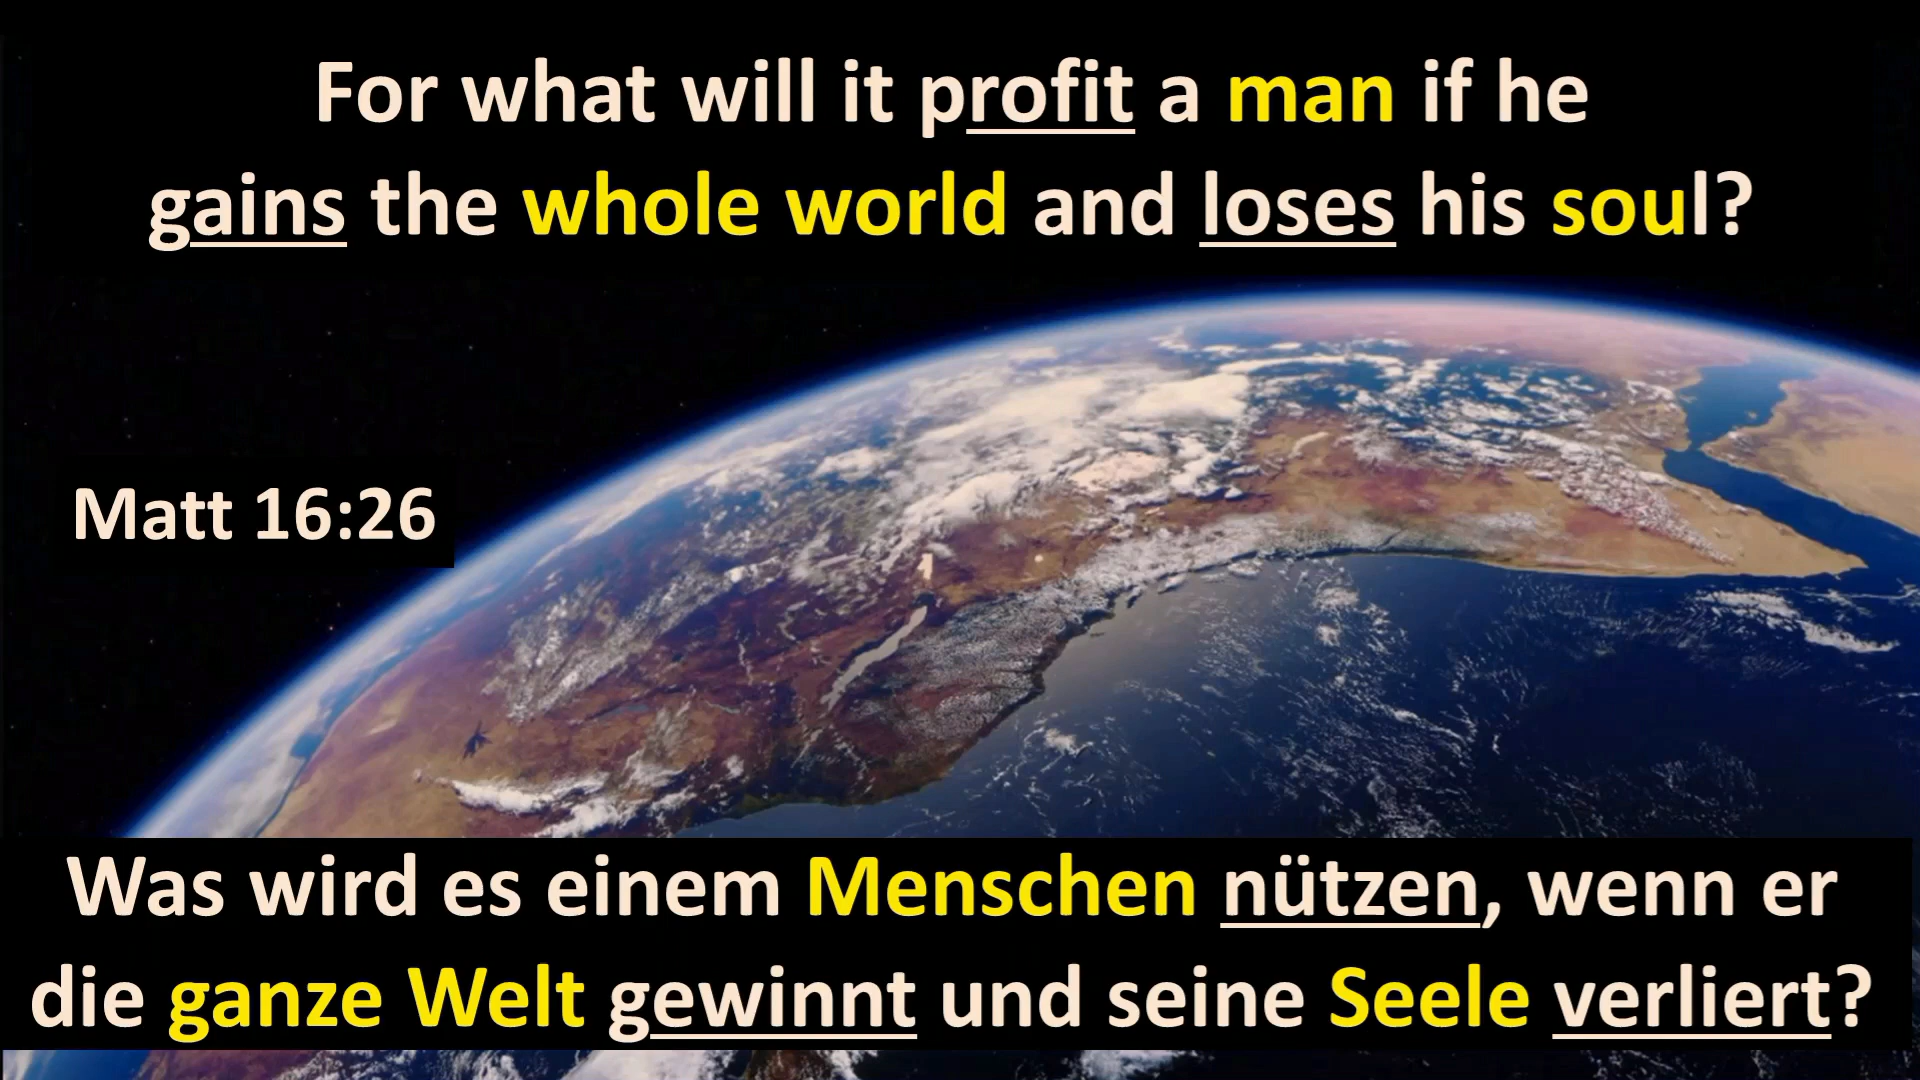 For what will it profit a man if he
gains the whole world and loses his soul?
Matt 16:26
Was wird es einem Menschen nützen, wenn er
die ganze Welt gewinnt und seine Seele verliert?